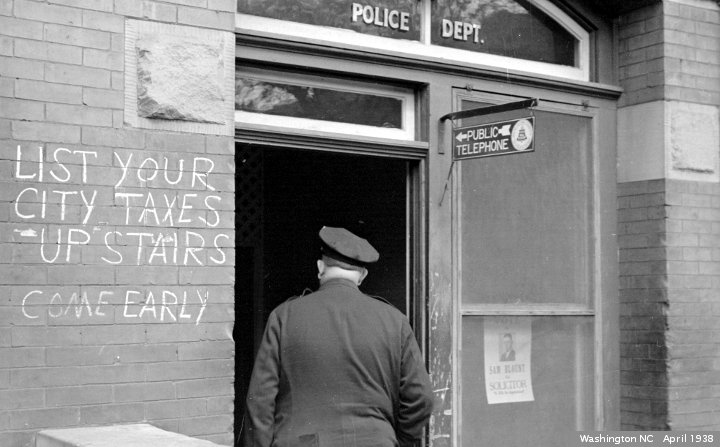 POLICE DEPT.
PUBLIC
TELEPHONE
LIST YOUR
CITY TAXES
UP STAIRS
COME EARLY
SAM BLOUNT
SOLICITOR
Washington NC April 1938